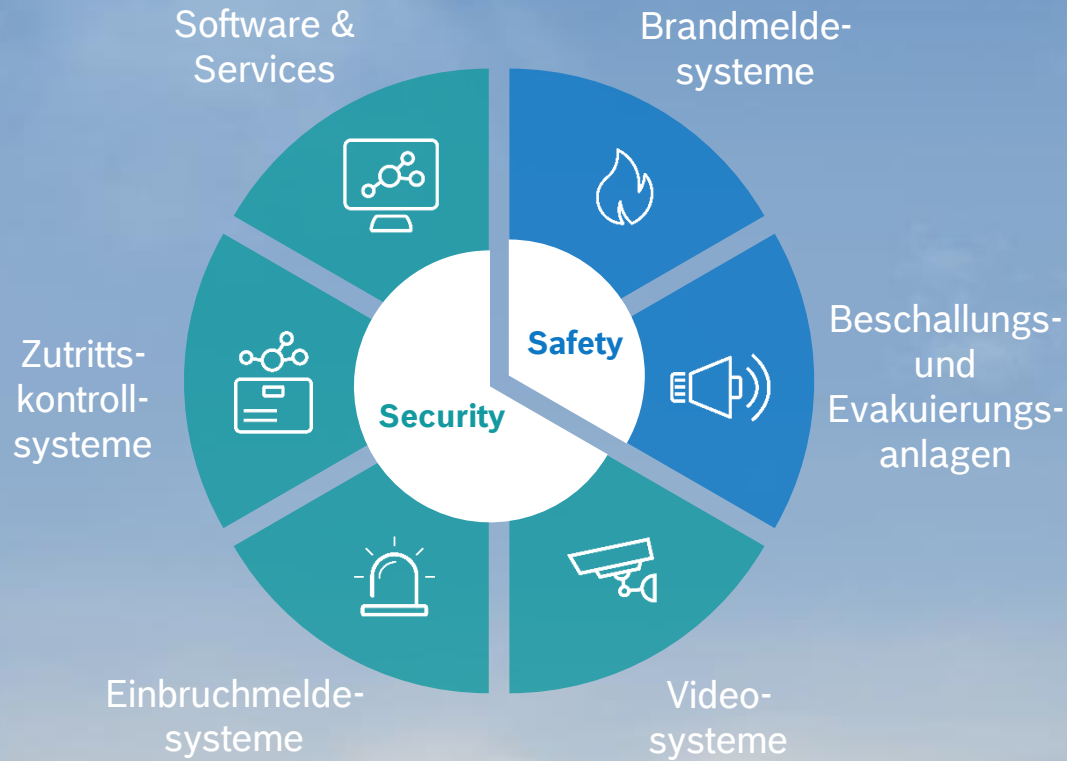 Software &
Services
Brandmelde-
systeme
Safety
Beschallungs-
und
Evakuierungs-
anlagen
Zutritts-
kontroll-
systeme
Security
Einbruchmelde-
systeme
Video-
systeme